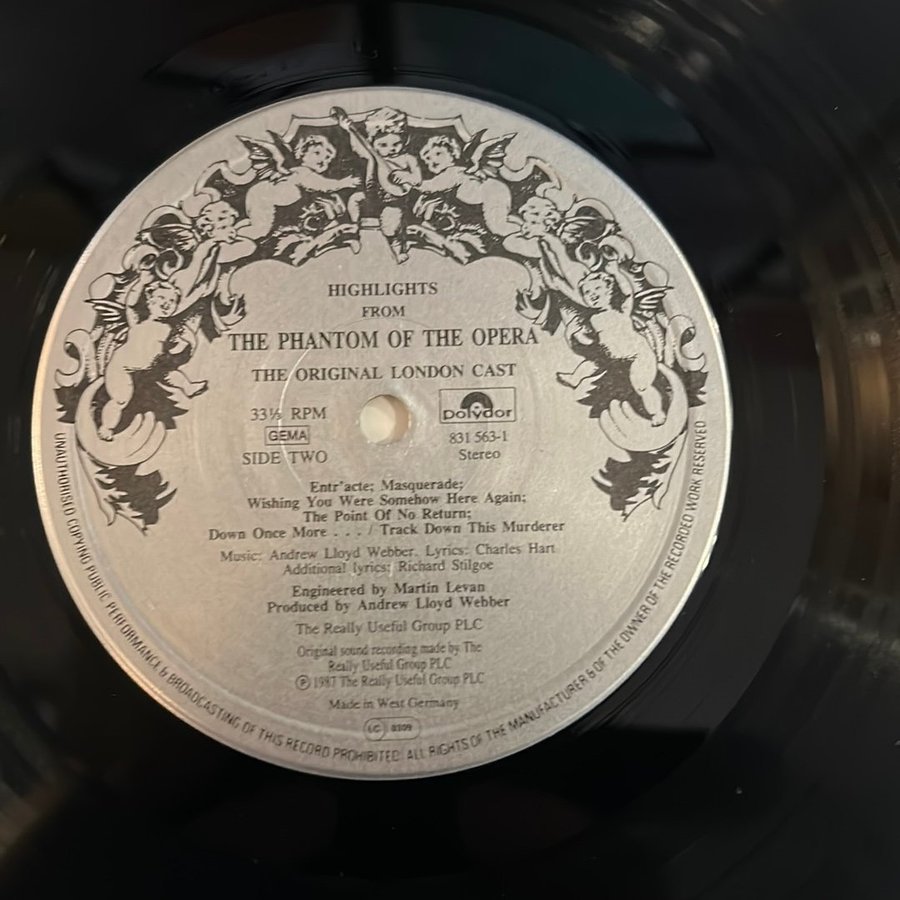 HIGHLIGHTS
FROM
THE PHANTOM OF THE OPERA
THE ORIGINAL LONDON CAST
33⅓ RPM
GEMA
SIDE TWO
Polydor
831 563-1
Stereo
Entr'acte; Masquerade;
Wishing You Were Somehow Here Again;
The Point Of No Return;
Down Once More . . . / Track Down This Murderer
Music: Andrew Lloyd Webber. Lyrics: Charles Hart
Additional lyrics: Richard Stilgoe
Engineered by Martin Levan
Produced by Andrew Lloyd Webber
The Really Useful Group PLC
Original sound recording made by The
Really Useful Group PLC
℗ 1987 The Really Useful Group PLC
Made in West Germany
LC 8309
UNAUTHORISED COPYING PUBLIC PERFORMANCE & BROADCASTING OF THIS RECORD PROHIBITED. ALL RIGHTS OF THE MANUFACTURER & OF THE OWNER OF THE RECORDED WORK RESERVED